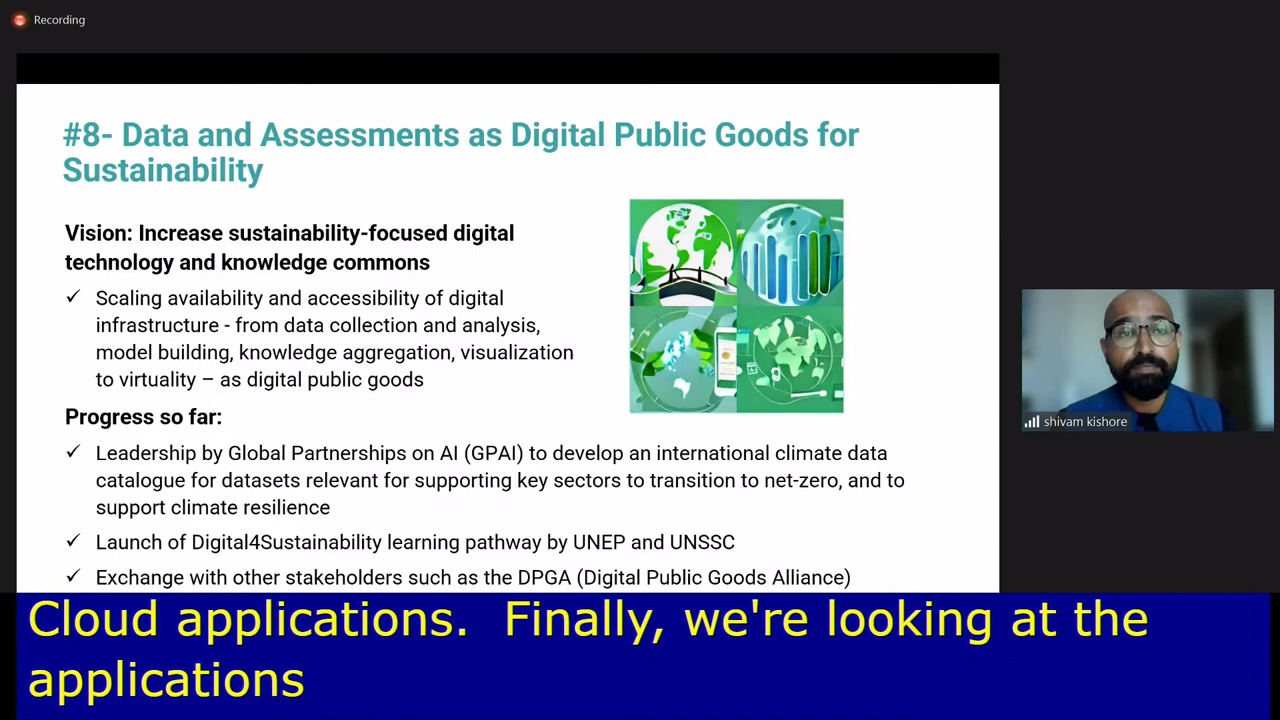 Recording
#8- Data and Assessments as Digital Public Goods for
Sustainability
Vision: Increase sustainability-focused digital
technology and knowledge commons
✓ Scaling availability and accessibility of digital
infrastructure - from data collection and analysis,
model building, knowledge aggregation, visualization
to virtuality – as digital public goods
Progress so far:
✓ Leadership by Global Partnerships on AI (GPAI) to develop an international climate data
catalogue for datasets relevant for supporting key sectors to transition to net-zero, and to
support climate resilience
✓ Launch of Digital4Sustainability learning pathway by UNEP and UNSSC
✓ Exchange with other stakeholders such as the DPGA (Digital Public Goods Alliance)
shivam kishore
Cloud applications. Finally, we're looking at the
applications